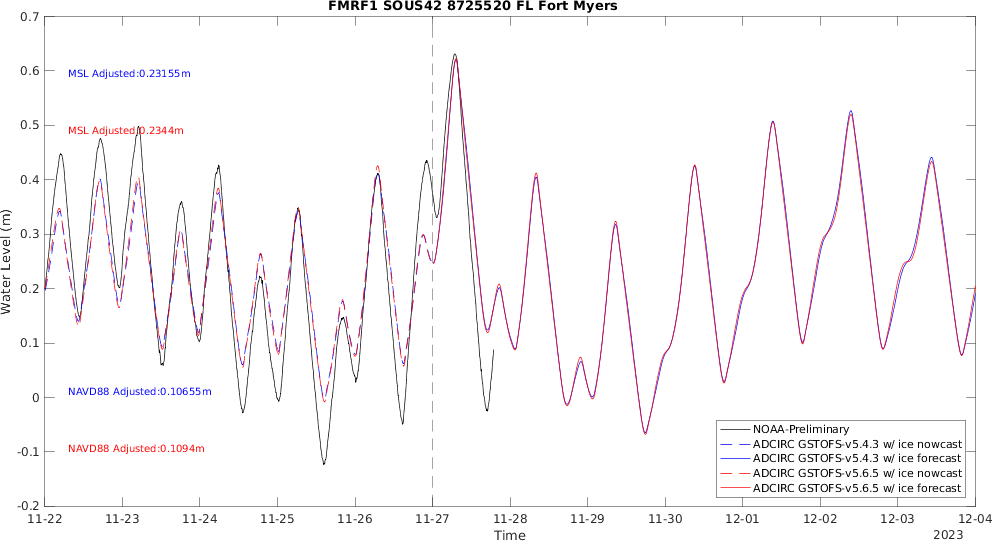 FMRF1 SOUS42 8725520 FL Fort Myers
0.7
0.6
0.5
0.4
0.3
0.2
0.1
0
-0.1
-0.2
Water Level (m)
MSL Adjusted:0.23155m
MSL Adjusted:0.2344m
NAVD88 Adjusted:0.10655m
NAVD88 Adjusted:0.1094m
NOAA-Preliminary
ADCIRC GSTOFS-v5.4.3 w/ ice nowcast
ADCIRC GSTOFS-v5.4.3 w/ ice forecast
ADCIRC GSTOFS-v5.6.5 w/ ice nowcast
ADCIRC GSTOFS-v5.6.5 w/ ice forecast
11-22 11-23 11-24 11-25 11-26 11-27 11-28 11-29 11-30 12-01 12-02 12-03 12-04
Time
2023